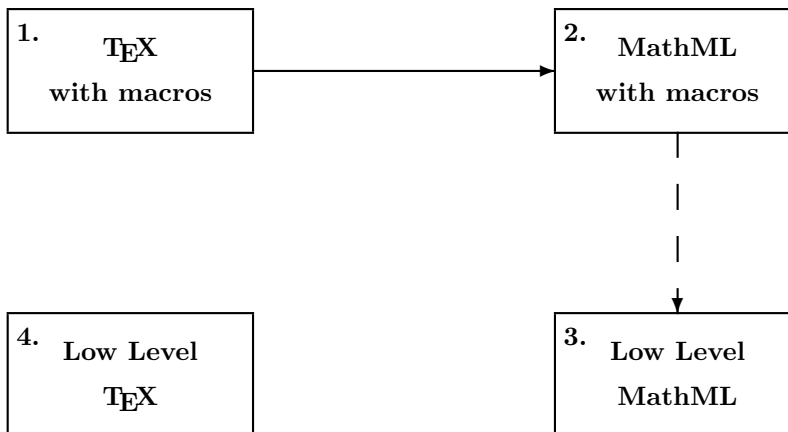 1.
TEX
with macros
2.
MathML
with macros
4.
Low Level
TEX
3.
Low Level
MathML